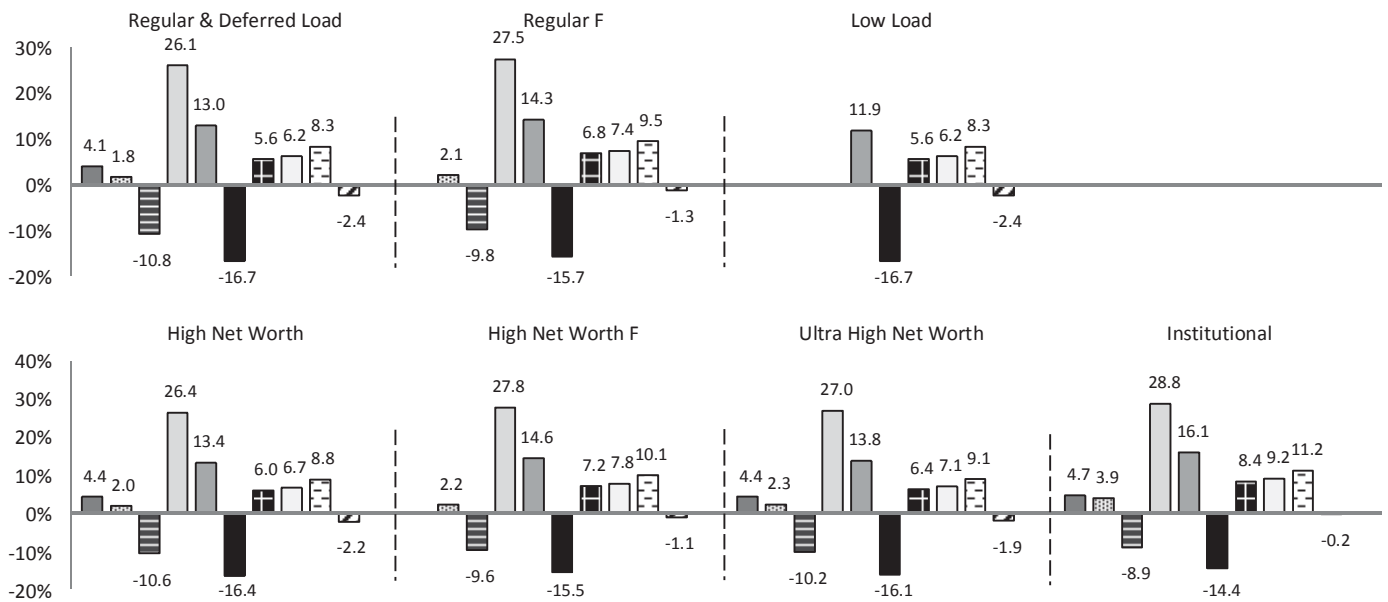 Regular & Deferred Load Regular F Low Load
30%
20%
10%
0%
-10%
-20%
4.1 1.8 -10.8 26.1 13.0 -16.7 5.6 6.2 8.3 -2.4
2.1 -9.8 27.5 14.3 -15.7 6.8 7.4 9.5 -1.3
11.9 -16.7 5.6 6.2 8.3 -2.4
High Net Worth High Net Worth F Ultra High Net Worth Institutional
40%
30%
20%
10%
0%
-10%
-20%
4.4 2.0 -10.6 26.4 13.4 -16.4 6.0 6.7 8.8 -2.2
2.2 -9.6 27.8 14.6 -15.5 7.2 7.8 10.1 -1.1
4.4 2.3 -10.2 27.0 13.8 -16.1 6.4 7.1 9.1 -1.9
4.7 3.9 -8.9 28.8 16.1 -14.4 8.4 9.2 11.2 -0.2